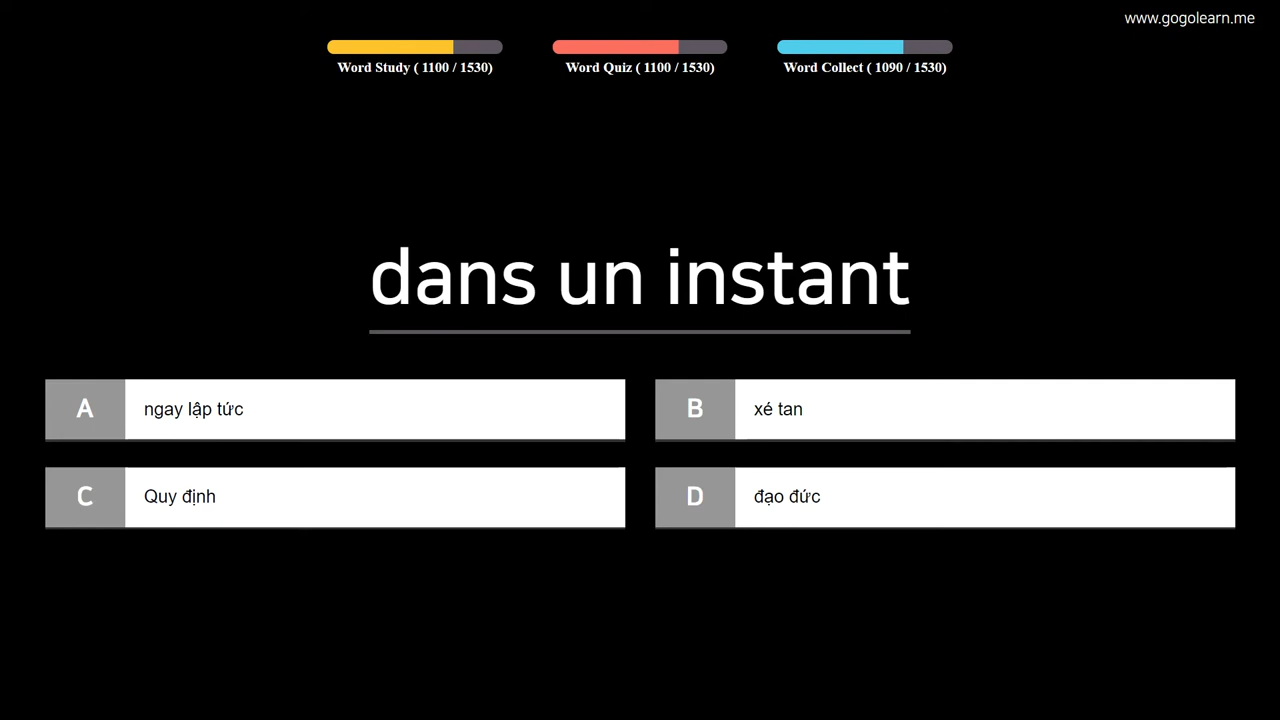 www.gogolearn.me
Word Study ( 1100 / 1530)
Word Quiz ( 1100 / 1530)
Word Collect ( 1090 / 1530)
dans un instant
A ngay lập tức
B xé tan
C Quy định
D đạo đức